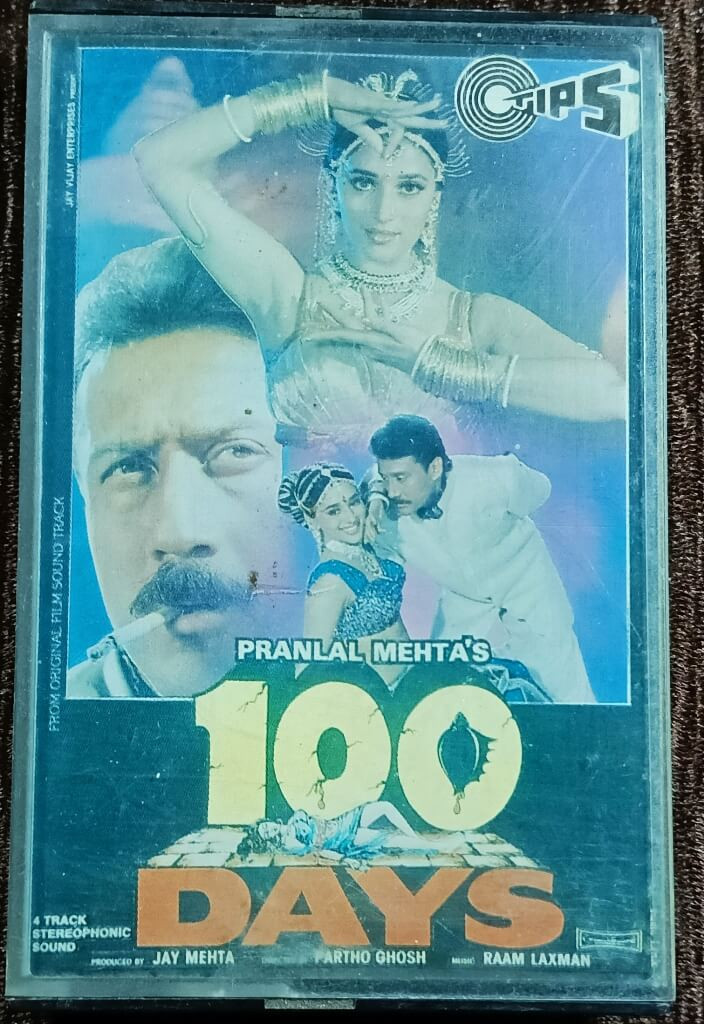 TIPS
JAY VIJAY ENTERPRISES PRESENT
FROM ORIGINAL FILM SOUND TRACK
PRANLAL MEHTA'S
100
DAYS
4 TRACK
STEREOPHONIC
SOUND
PRODUCED BY JAY MEHTA PARTHO GHOSH MUSIC RAAM LAXMAN